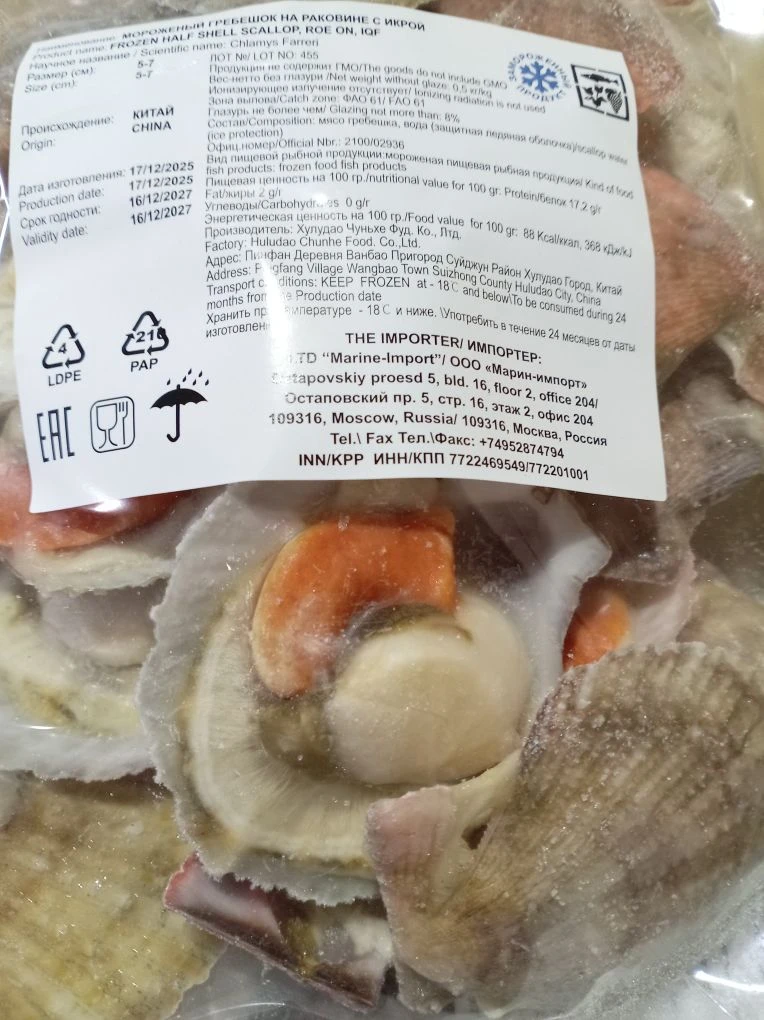 Наименование: МОРОЖЕНЫЙ ГРЕБЕШОК НА РАКОВИНЕ С ИКРОЙ
Product name: FROZEN HALF SHELL SCALLOP, ROE ON, IQF
Научное название / Scientific name: Chlamys Farreri
Размер (см): 5-7
Size (cm): 5-7
Происхождение: КИТАЙ
Origin: CHINA
Дата изготовления: 17/12/2025
Production date: 17/12/2025
Срок годности: 16/12/2027
Validity date: 16/12/2027
ЛОТ №/ LOT NO: 455
Продукции не содержит ГМО/The goods do not include GMO
Вес-нетто без глазури /Net weight without glaze: 0,5 кг/kg
Ионизирующее излучение отсутствует/ Ionizing radiation is not used
Зона вылова/Catch zone: ФАО 61/ FAO 61
Глазурь не более чем/ Glazing not more than: 8%
Состав/Composition: мясо гребешка, вода (защитная ледяная оболочка)/scallop water
(ice protection)
Офиц.номер/Official Nbr.: 2100/02936
Вид пищевой рыбной продукции:мороженая пищевая рыбная продукция/ Kind of food
fish products: frozen food fish products
Пищевая ценность на 100 гр./nutritional value for 100 gr: Protein/белок 17,2 g/г
Fat/жиры 2 g/г
Углеводы/Carbohydr es 0 g/г
Энергетическая ценность на 100 гр./Food value for 100 gr: 88 Kcal/ккал, 368 кДж/kJ
Производитель: Хулудао Чуньхе Фуд. Ко., Лтд.
Factory: Huludao Chunhe Food. Co.,Ltd.
Адрес: Пинфан Деревня Ванбао Пригород Суйджун Район Хулудао Город, Китай
Address: P gfang Village Wangbao Town Suizhong County Huludao City, China
Transport c ditions: KEEP FROZEN at - 18℃ and below\To be consumed during 24
months from e Production date
Хранить пр емпературе - 18℃ и ниже. \Употребить в течение 24 месяцев от даты
изготовлен
ЗАМОРОЖЕННЫЙ ПРОДУКТ
4
LDPE
21
PAP
EAC
THE IMPORTER/ ИМПОРТЕР:
LTD “Marine-Import”/ ООО «Марин-импорт»
tapovskiy proesd 5, bld. 16, floor 2, office 204/
Остаповский пр. 5, стр. 16, этаж 2, офис 204
109316, Moscow, Russia/ 109316, Москва, Россия
Tel.\ Fax Тел.\Факс: +74952874794
INN/KPP ИНН/КПП 7722469549/772201001